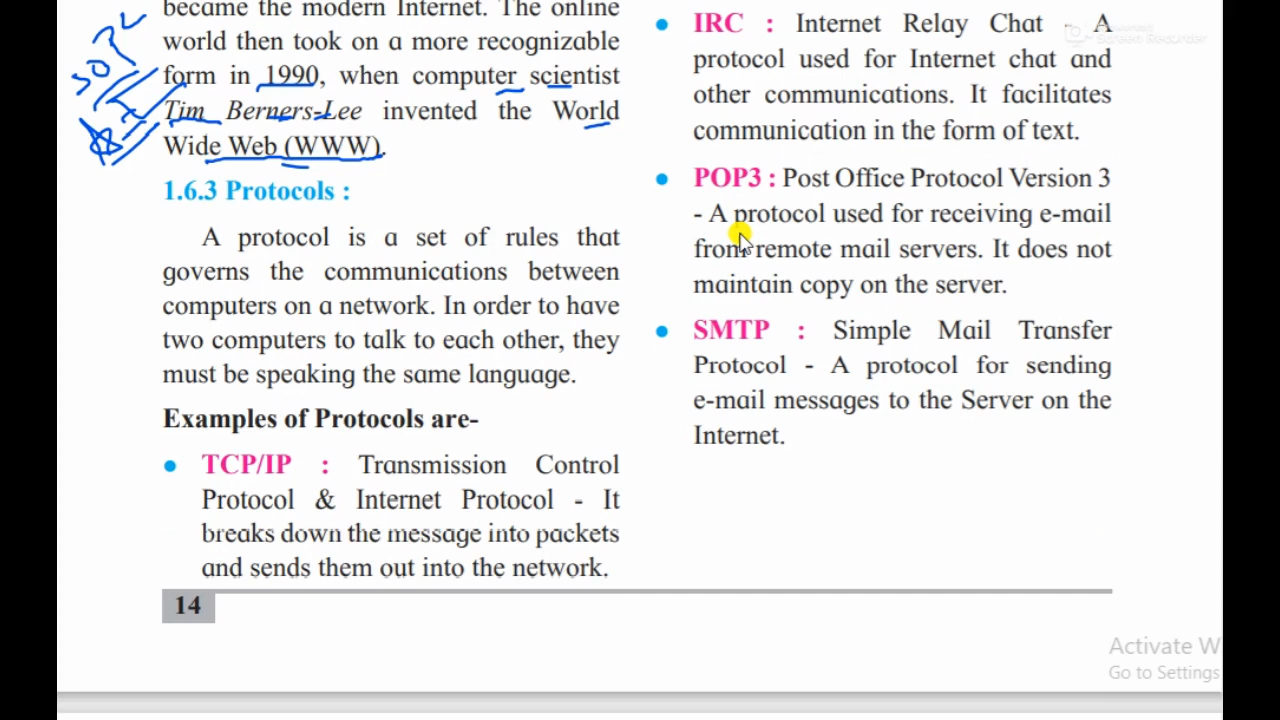 became the modern Internet. The online
world then took on a more recognizable
form in 1990, when computer scientist
Tim Berners-Lee invented the World
Wide Web (WWW).
1.6.3 Protocols :
A protocol is a set of rules that
governs the communications between
computers on a network. In order to have
two computers to talk to each other, they
must be speaking the same language.
Examples of Protocols are-
● TCP/IP : Transmission Control
Protocol & Internet Protocol - It
breaks down the message into packets
and sends them out into the network.
14
● IRC : Internet Relay Chat - A
protocol used for Internet chat and
other communications. It facilitates
communication in the form of text.
● POP3 : Post Office Protocol Version 3
- A protocol used for receiving e-mail
from remote mail servers. It does not
maintain copy on the server.
● SMTP : Simple Mail Transfer
Protocol - A protocol for sending
e-mail messages to the Server on the
Internet.
Screen Recorder
Activate W
Go to Settings